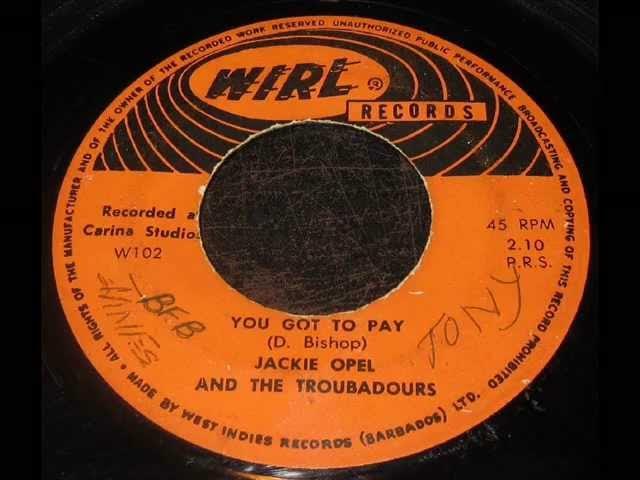 ALL RIGHTS OF THE MANUFACTURER AND OF THE OWNER OF THE RECORDED WORK RESERVED UNAUTHORIZED PUBLIC PERFORMANCE BROADCASTING AND COPYING OF THIS RECORD PROHIBITED
WIRL ®
RECORDS
Recorded a
Carina Studio
W102
45 RPM
2.10
P.R.S.
TONY
YOU GOT TO PAY
(D. Bishop)
JACKIE OPEL
AND THE TROUBADOURS
MADE BY WEST INDIES RECORDS (BARBADOS) LTD.